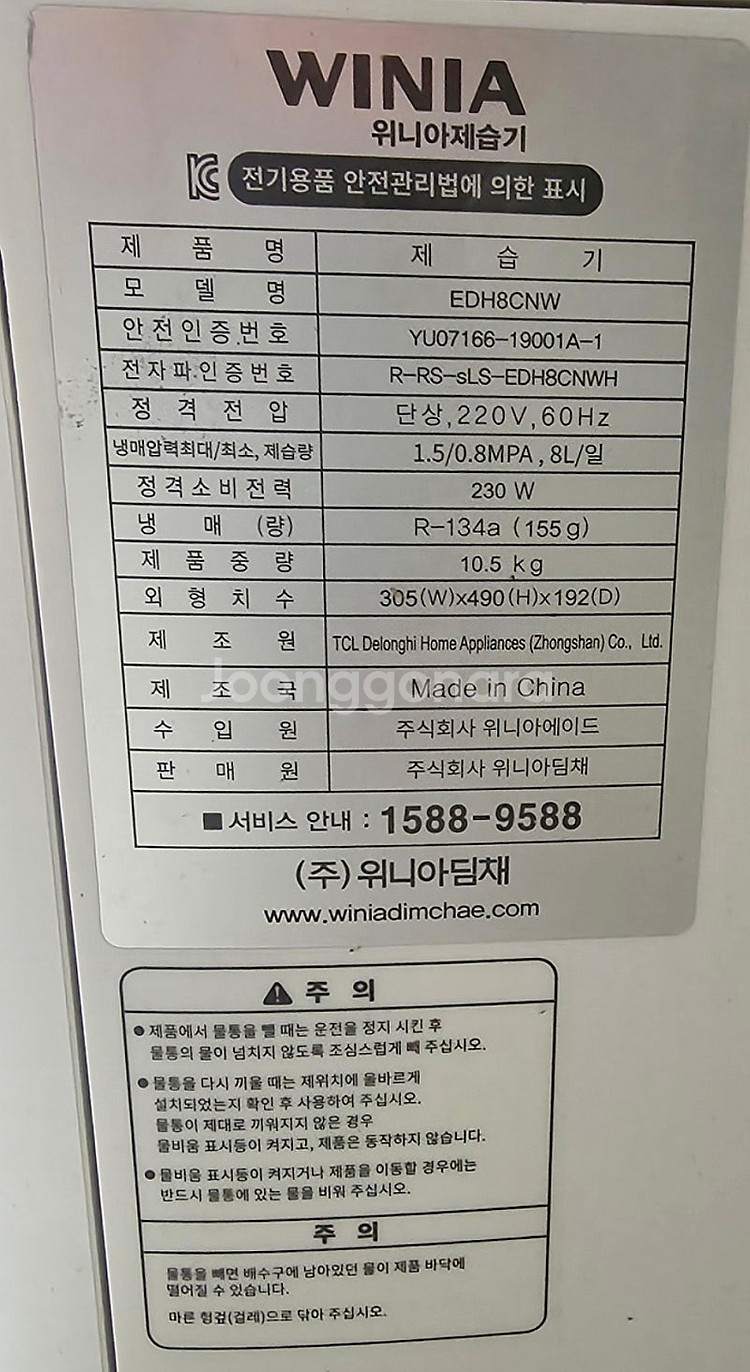 WINIA
위니아제습기
전기용품 안전관리법에 의한 표시
제 품 명 제 습 기
모 델 명 EDH8CNW
안전인증번호 YU07166-19001A-1
전자파인증번호 R-RS-sLS-EDH8CNWH
정 격 전 압 단상,220V,60Hz
냉매압력최대/최소, 제습량 1.5/0.8MPA , 8L/일
정격소비전력 230 W
냉 매 (량) R-134a (155g)
제 품 중 량 10.5 kg
외 형 치 수 305(W)x490(H)x192(D)
제 조 원 TCL Delonghi Home Appliances (Zhongshan) Co., Ltd.
제 조 국 Made in China
수 입 원 주식회사 위니아에이드
판 매 원 주식회사 위니아딤채
■ 서비스 안내 : 1588-9588
(주) 위니아딤채
www.winiadimchae.com
Joonggonara
⚠ 주 의
● 제품에서 물통을 뺄 때는 운전을 정지 시킨 후
물통의 물이 넘치지 않도록 조심스럽게 빼 주십시오.
● 물통을 다시 끼울 때는 제위치에 올바르게
설치되었는지 확인 후 사용하여 주십시오.
물통이 제대로 끼워지지 않은 경우
물비움 표시등이 켜지고, 제품은 동작하지 않습니다.
● 물비움 표시등이 켜지거나 제품을 이동할 경우에는
반드시 물통에 있는 물을 비워 주십시오.
주 의
물통을 빼면 배수구에 남아있던 물이 제품 바닥에
떨어질 수 있습니다.
마른 헝겊(걸레)으로 닦아 주십시오.